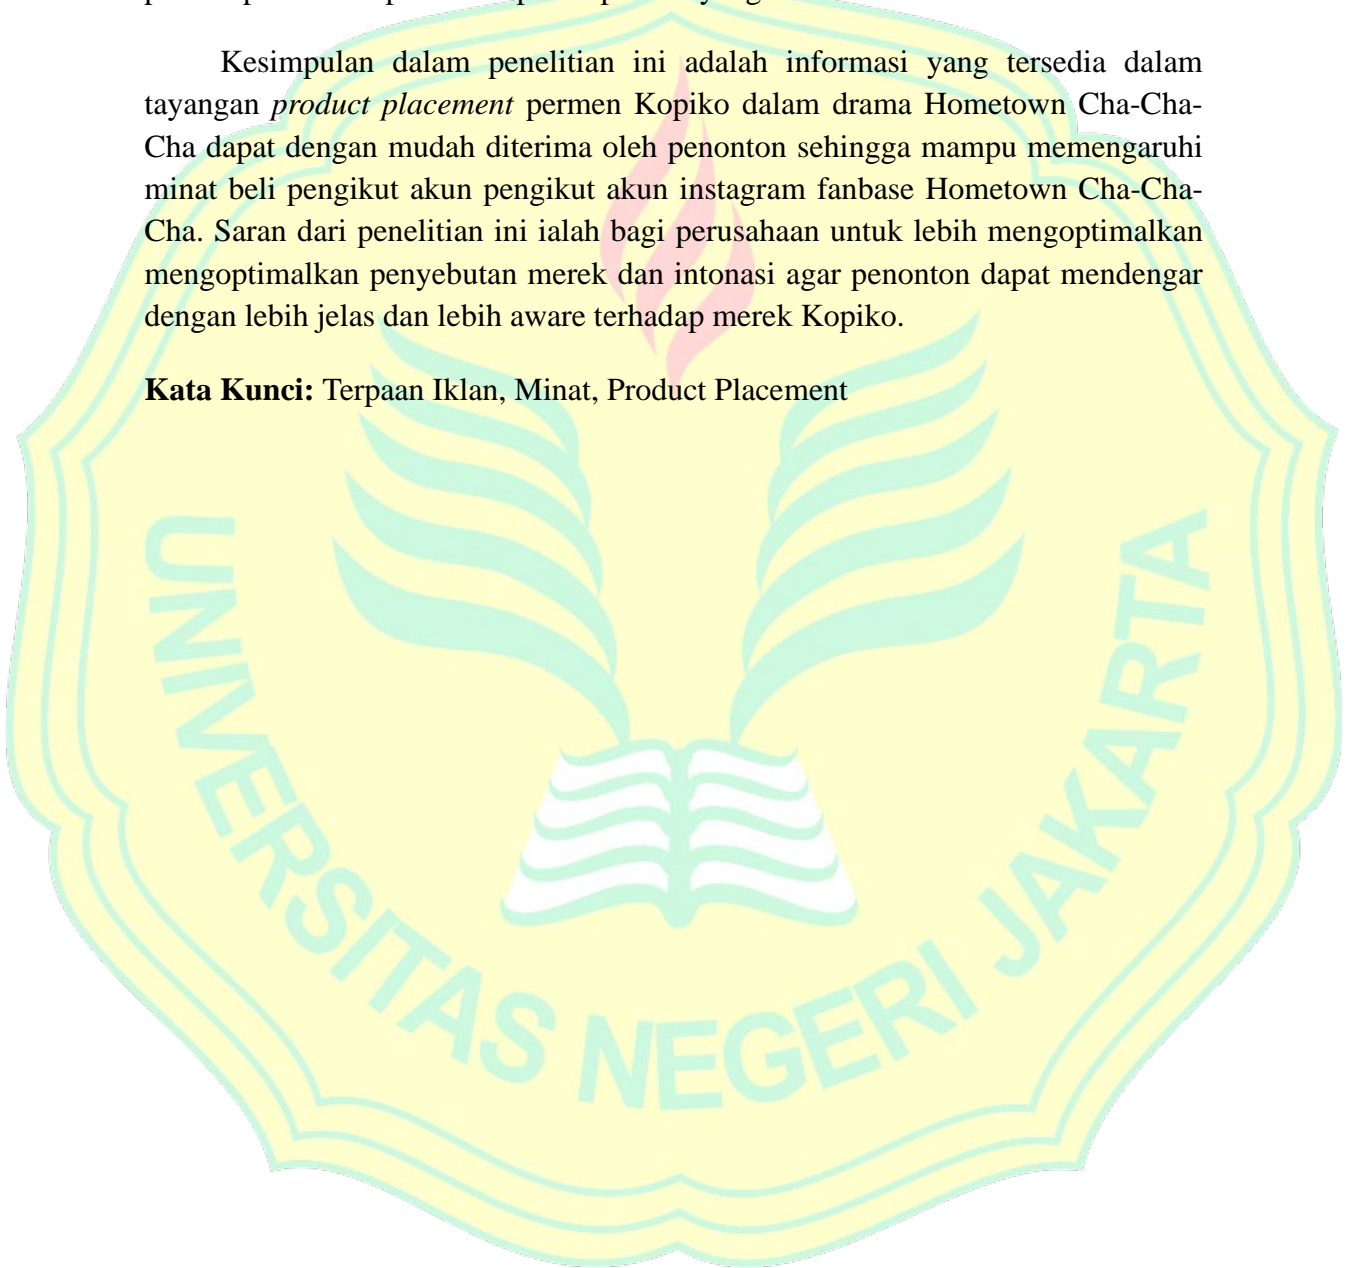 Kesimpulan dalam penelitian ini adalah informasi yang tersedia dalam
tayangan product placement permen Kopiko dalam drama Hometown Cha-Cha-
Cha dapat dengan mudah diterima oleh penonton sehingga mampu memengaruhi
minat beli pengikut akun pengikut akun instagram fanbase Hometown Cha-Cha-
Cha. Saran dari penelitian ini ialah bagi perusahaan untuk lebih mengoptimalkan
mengoptimalkan penyebutan merek dan intonasi agar penonton dapat mendengar
dengan lebih jelas dan lebih aware terhadap merek Kopiko.
Kata Kunci: Terpaan Iklan, Minat, Product Placement
UNIVERSITAS NEGERI JAKARTA